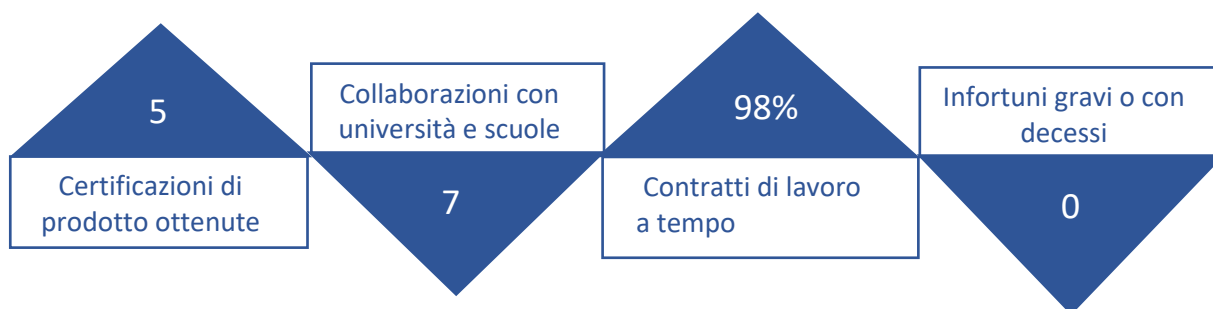 5
Certificazioni di
prodotto ottenute
Collaborazioni con
università e scuole
7
98%
Contratti di lavoro
a tempo
Infortuni gravi o con
decessi
0